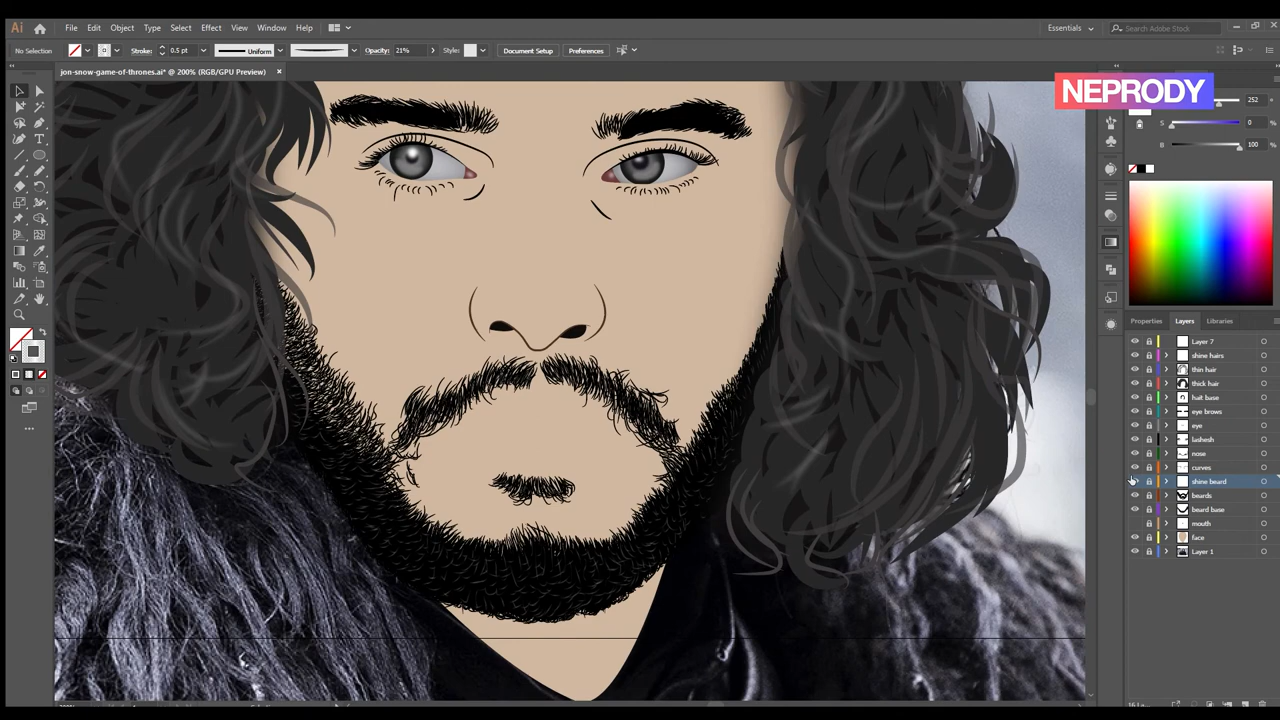 Ai File Edit Object Type Select Effect View Window Help Essentials Search Adobe Stock
No Selection Stroke: 0.5 pt Uniform Opacity: 21% Style: Document Setup Preferences
jon-snow-game-of-thrones.ai* @ 200% (RGB/GPU Preview) ×
NEPRODY
252 °
S 0 %
B 100 %
Properties Layers Libraries
Layer 7
shine hairs
thin hair
thick hair
hait base
eye brows
eye
lashesh
nose
curves
shine beard
beards
beard base
mouth
face
Layer 1